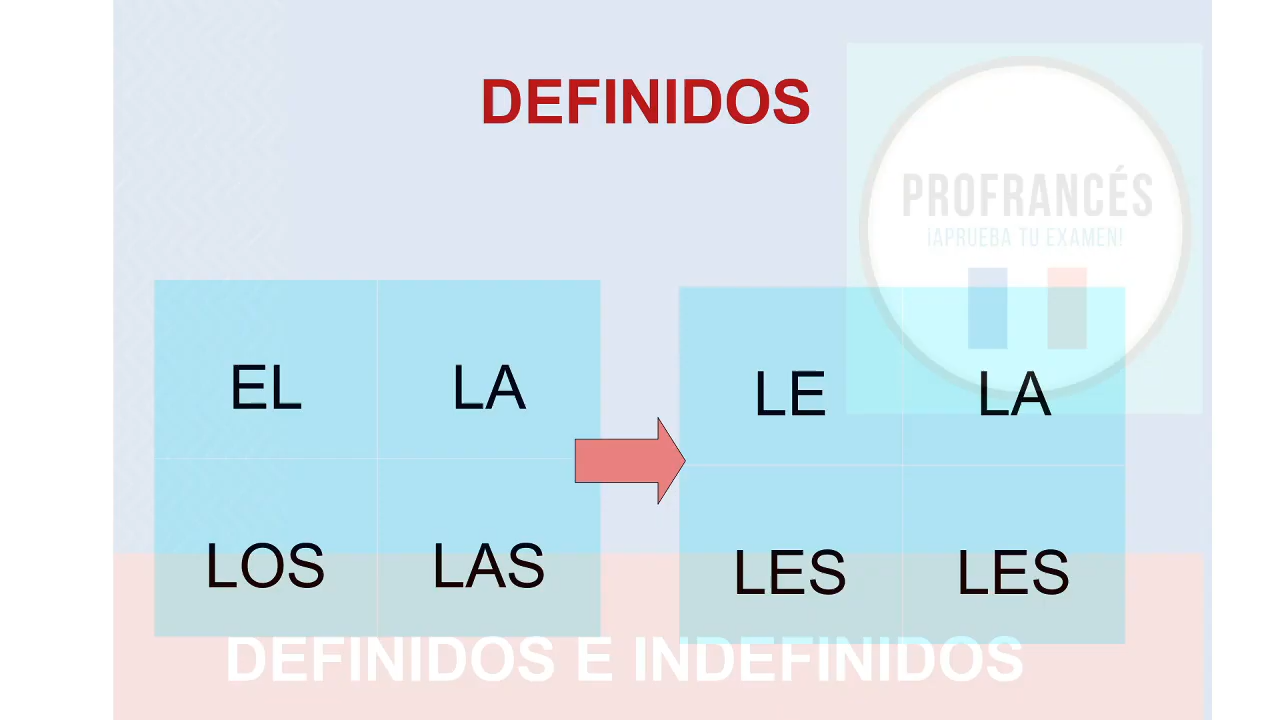 DEFINIDOS
PROFRANCÉS
¡APRUEBA TU EXAMEN!
EL LA
LOS LAS
LE LA
LES LES
DEFINIDOS E INDEFINIDOS